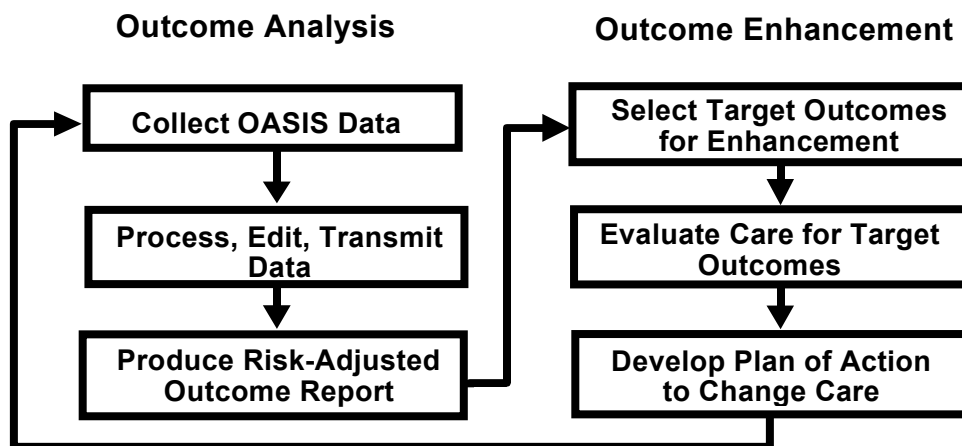 Outcome Analysis
Collect OASIS Data
Process, Edit, Transmit
Data
Produce Risk-Adjusted
Outcome Report
Outcome Enhancement
Select Target Outcomes
for Enhancement
Evaluate Care for Target
Outcomes
Develop Plan of Action
to Change Care